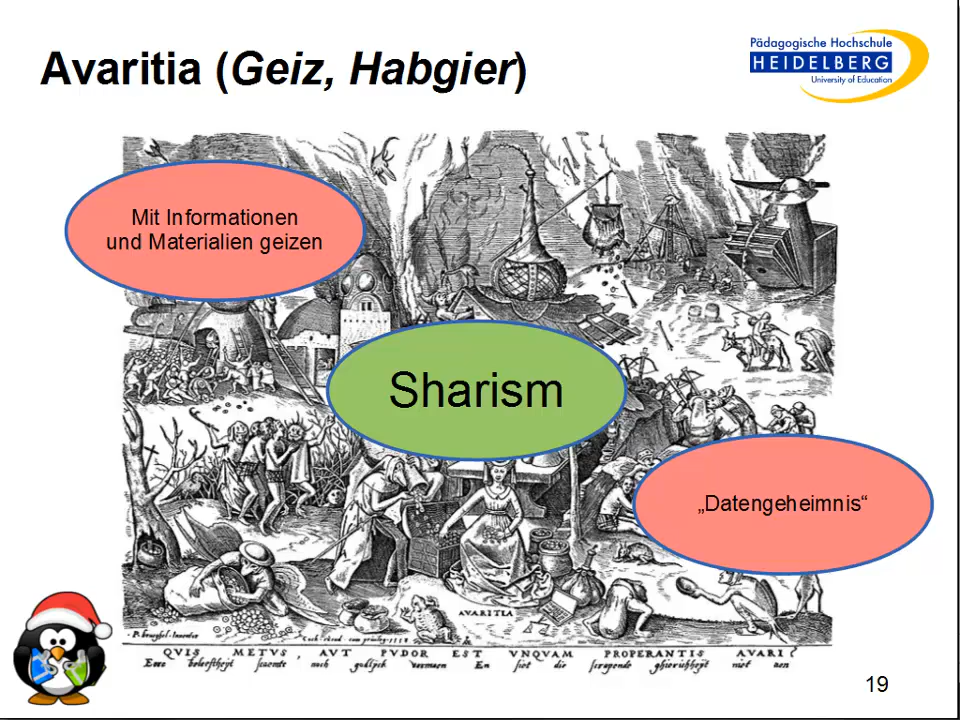 Avaritia (Geiz, Habgier)
Pädagogische Hochschule
HEIDELBERG
University of Education
Mit Informationen
und Materialien geizen
Sharism
„Datengeheimnis“
AVARITIA
QVIS METVS, AVT PVDOR EST VNQVAM PROPERANTIS AVARI?
19